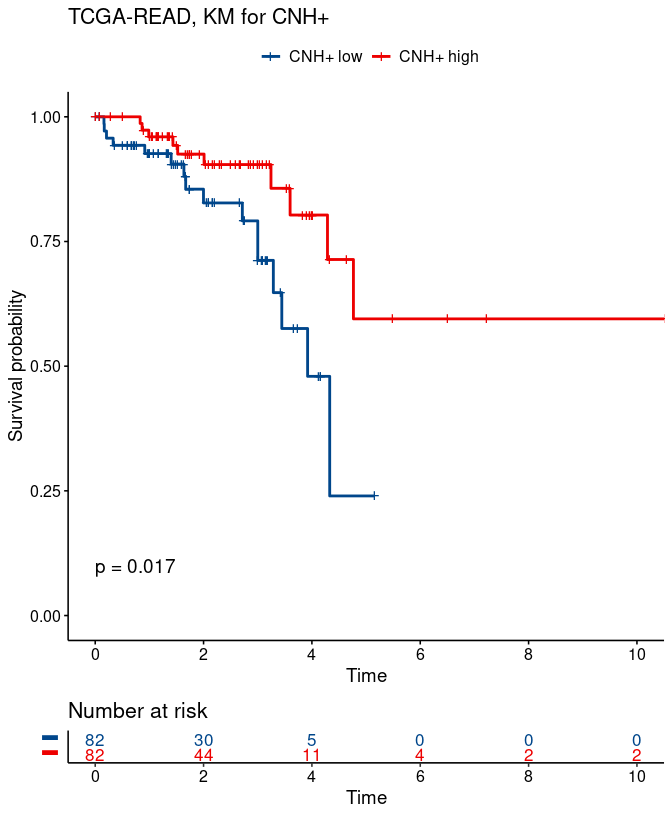 TCGA-READ, KM for CNH+
CNH+ low CNH+ high
Survival probability
1.00
0.75
0.50
0.25
0.00
p = 0.017
0 2 4 6 8 10
Time
Number at risk
82 30 5 0 0 0
82 44 11 4 2 2
0 2 4 6 8 10
Time